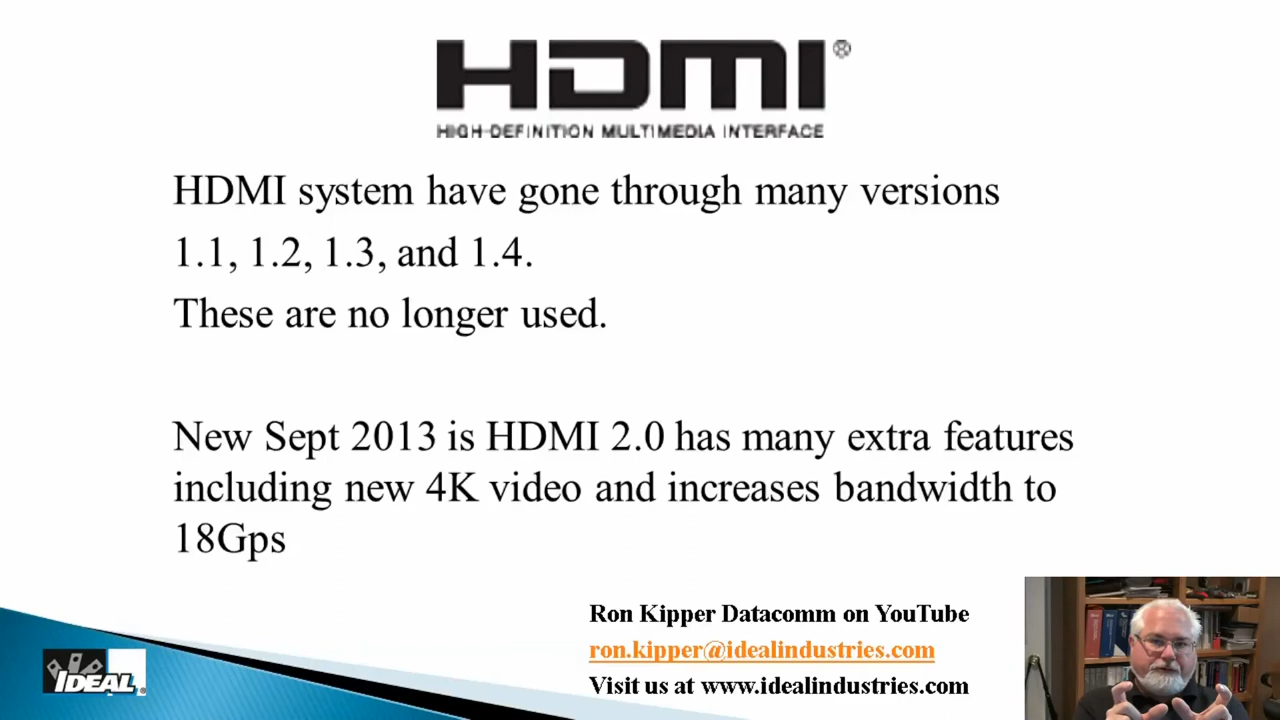 HDMI®
HIGH-DEFINITION MULTIMEDIA INTERFACE
HDMI system have gone through many versions
1.1, 1.2, 1.3, and 1.4.
These are no longer used.
New Sept 2013 is HDMI 2.0 has many extra features
including new 4K video and increases bandwidth to
18Gps
Ron Kipper Datacomm on YouTube
ron.kipper@idealindustries.com
Visit us at www.idealindustries.com
IDEAL®